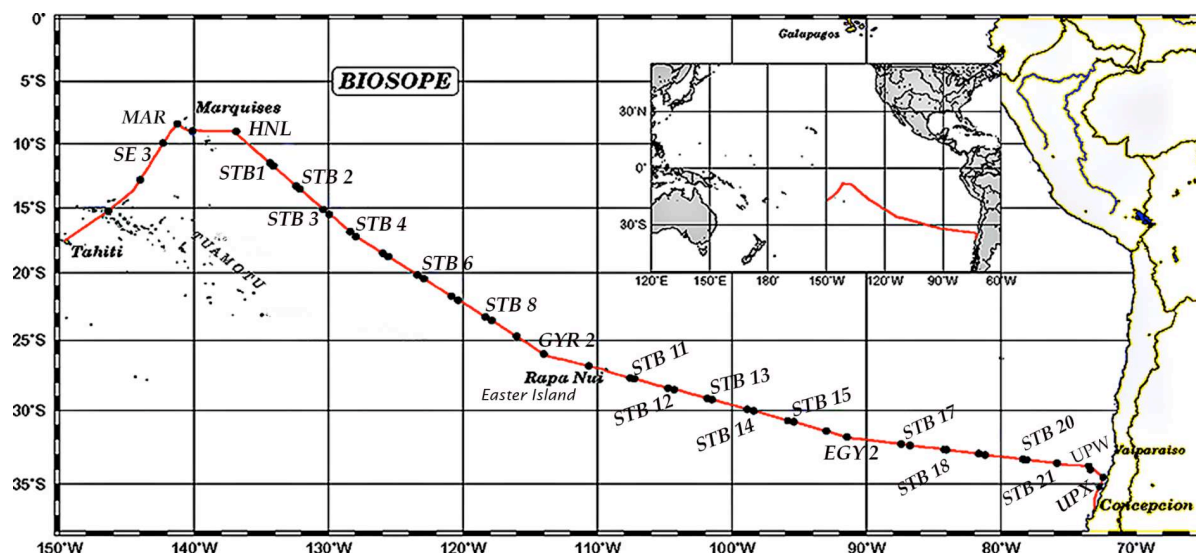 0°
5°S
10°S
15°S
20°S
25°S
30°S
35°S
150°W
140°W
130°W
120°W
110°W
100°W
90°W
80°W
70°W
BIOSOPE
Galapagos
MAR
Marquises
HNL
SE 3
STB1
STB 2
STB 3
STB 4
Tahiti
TUAMOTU
STB 6
STB 8
GYR 2
Rapa Nui
Easter Island
STB 11
STB 12
STB 13
STB 14
STB 15
EGY 2
STB 17
STB 18
STB 20
STB 21
UPW
UPX
Valparaiso
Concepcion
30°N
0°
30°S
120°E
150°E
180°
150°W
120°W
90°W
60°W